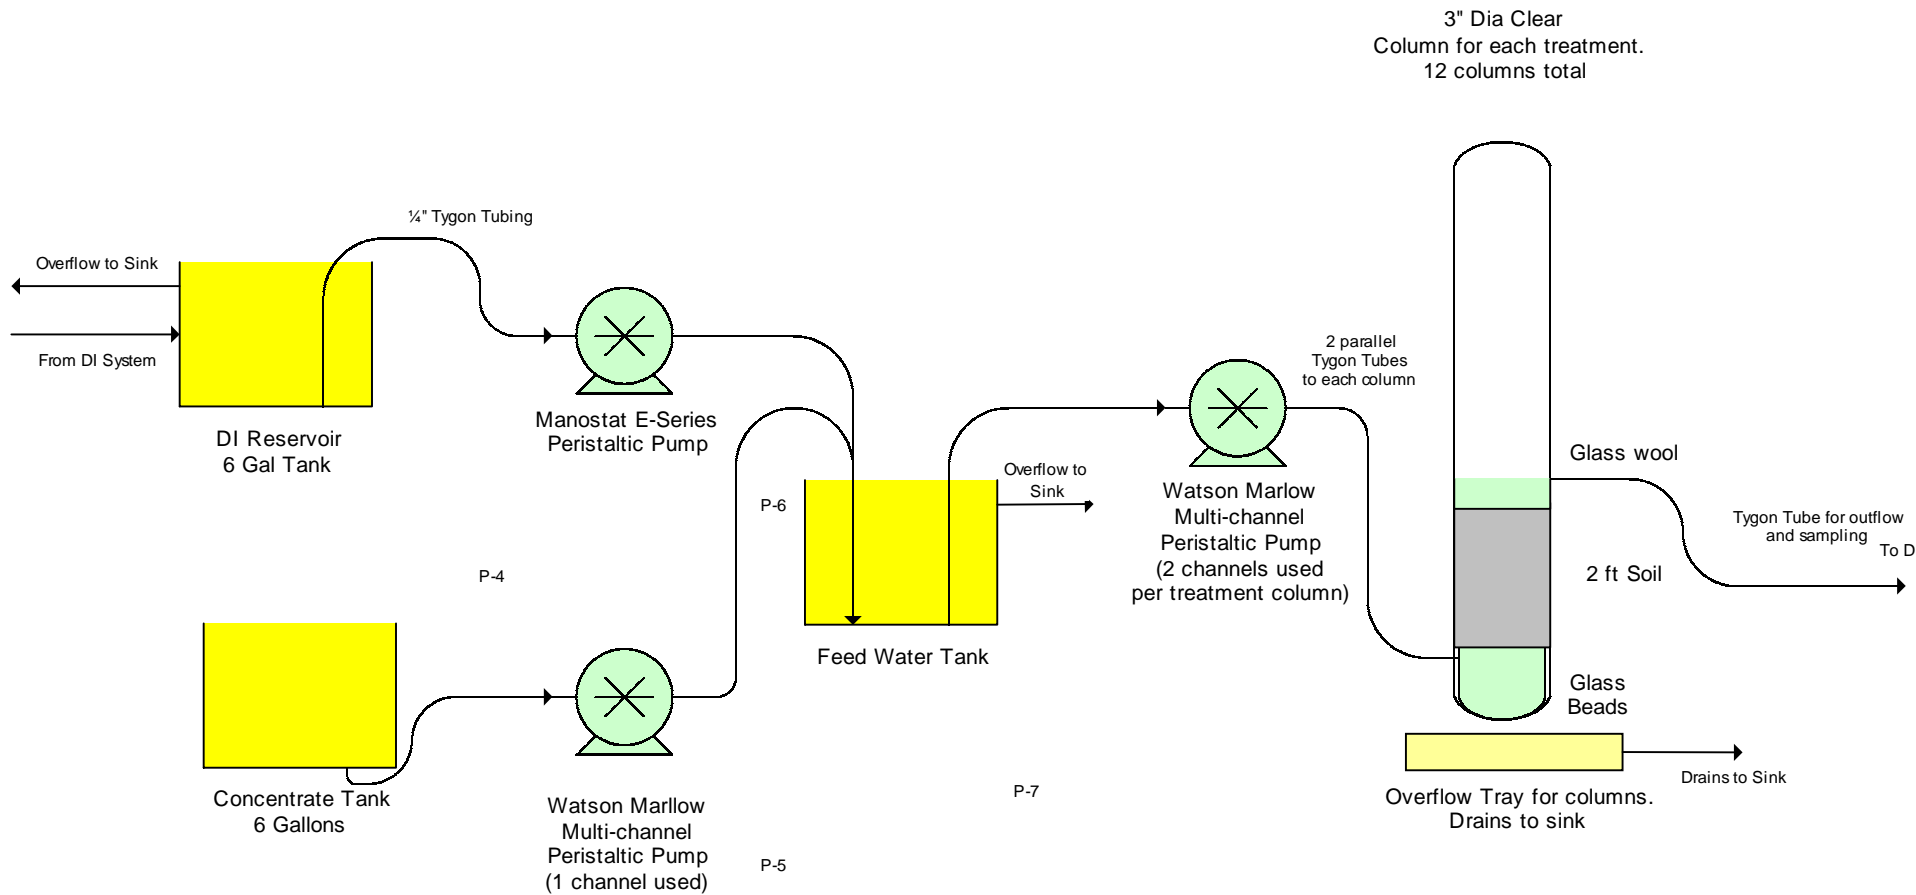 3" Dia Clear
Column for each treatment.
12 columns total
¼" Tygon Tubing
Overflow to Sink
From DI System
DI Reservoir
6 Gal Tank
Manostat E-Series
Peristaltic Pump
2 parallel
Tygon Tubes
to each column
Glass wool
Overflow to
Sink
P-6
Watson Marlow
Multi-channel
Peristaltic Pump
(2 channels used
per treatment column)
Tygon Tube for outflow
and sampling
To D
P-4
2 ft Soil
Feed Water Tank
Glass
Beads
Drains to Sink
Concentrate Tank
6 Gallons
Watson Marllow
Multi-channel
Peristaltic Pump
(1 channel used)
P-7
Overflow Tray for columns.
Drains to sink
P-5